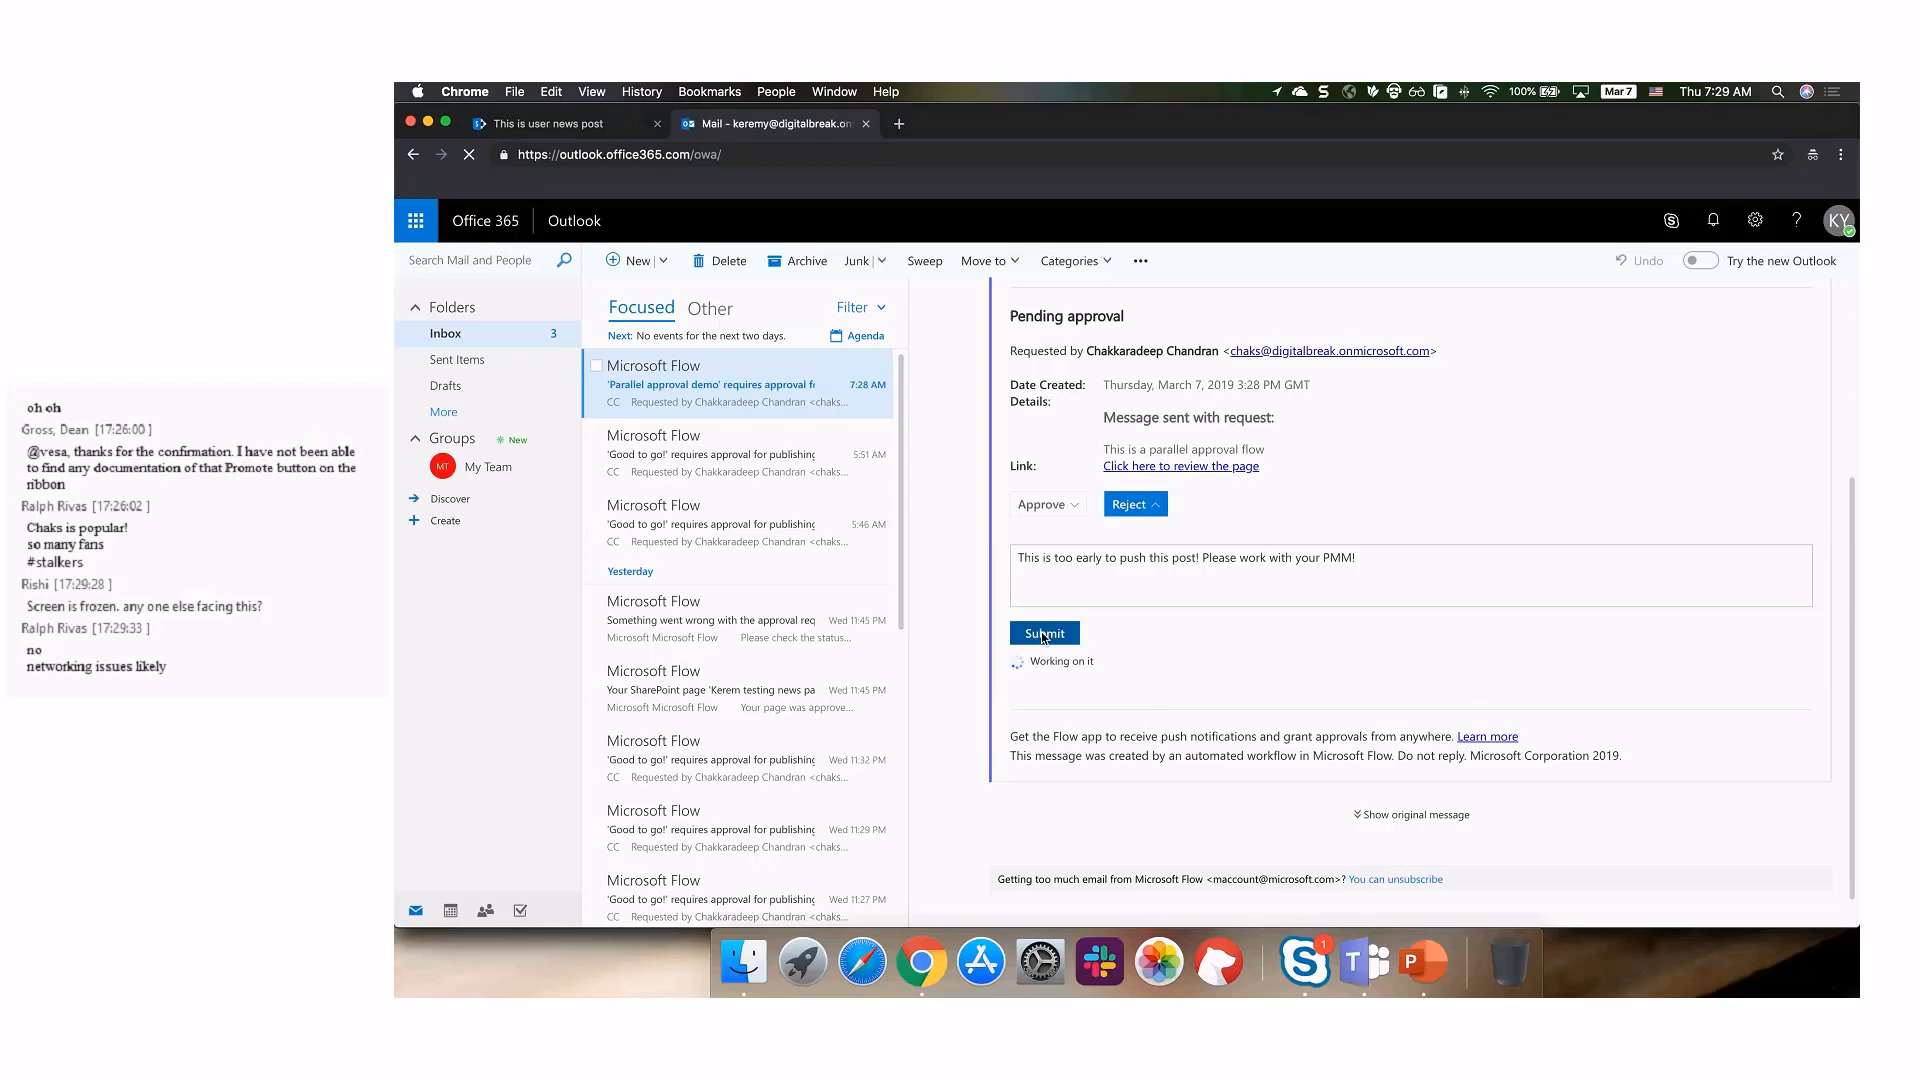 Chrome File Edit View History Bookmarks People Window Help
100% Mar 7 Thu 7:29 AM
This is user news post
Mail - keremy@digitalbreak.on
https://outlook.office365.com/owa/
Office 365 Outlook
KY
Search Mail and People
New Delete Archive Junk Sweep Move to Categories ••• Undo Try the new Outlook
Folders
Inbox 3
Sent Items
Drafts
More
Groups New
MT My Team
Discover
Create
Focused Other Filter
Next: No events for the next two days. Agenda
Microsoft Flow
'Parallel approval demo' requires approval fo 7:28 AM
CC Requested by Chakkaradeep Chandran <chaks...
Microsoft Flow
'Good to go!' requires approval for publishing 5:51 AM
CC Requested by Chakkaradeep Chandran <chaks...
Microsoft Flow
'Good to go!' requires approval for publishing 5:46 AM
CC Requested by Chakkaradeep Chandran <chaks...
Yesterday
Microsoft Flow
Something went wrong with the approval req Wed 11:45 PM
Microsoft Microsoft Flow Please check the status...
Microsoft Flow
Your SharePoint page 'Kerem testing news pa Wed 11:45 PM
Microsoft Microsoft Flow Your page was approve...
Microsoft Flow
'Good to go!' requires approval for publishing Wed 11:32 PM
CC Requested by Chakkaradeep Chandran <chaks...
Microsoft Flow
'Good to go!' requires approval for publishing Wed 11:29 PM
CC Requested by Chakkaradeep Chandran <chaks...
Microsoft Flow
'Good to go!' requires approval for publishing Wed 11:27 PM
CC Requested by Chakkaradeep Chandran <chaks...
Pending approval
Requested by Chakkaradeep Chandran <chaks@digitalbreak.onmicrosoft.com>
Date Created: Thursday, March 7, 2019 3:28 PM GMT
Details:
Message sent with request:
This is a parallel approval flow
Link: Click here to review the page
Approve Reject
This is too early to push this post! Please work with your PMM!
Submit
Working on it
Get the Flow app to receive push notifications and grant approvals from anywhere. Learn more
This message was created by an automated workflow in Microsoft Flow. Do not reply. Microsoft Corporation 2019.
Show original message
Getting too much email from Microsoft Flow <maccount@microsoft.com>? You can unsubscribe
oh oh
Gross, Dean [17:26:00 ]
@vesa, thanks for the confirmation. I have not been able
to find any documentation of that Promote button on the
ribbon
Ralph Rivas [17:26:02 ]
Chaks is popular!
so many fans
#stalkers
Rishi [17:29:28 ]
Screen is frozen. any one else facing this?
Ralph Rivas [17:29:33 ]
no
networking issues likely
1